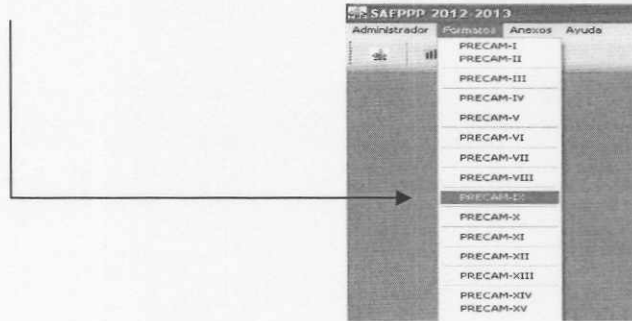 SAEPPP 2012-2013
Administrador Formatos Anexos Ayuda
PRECAM-I
PRECAM-II
PRECAM-III
PRECAM-IV
PRECAM-V
PRECAM-VI
PRECAM-VII
PRECAM-VIII
PRECAM-IX
PRECAM-X
PRECAM-XI
PRECAM-XII
PRECAM-XIII
PRECAM-XIV
PRECAM-XV